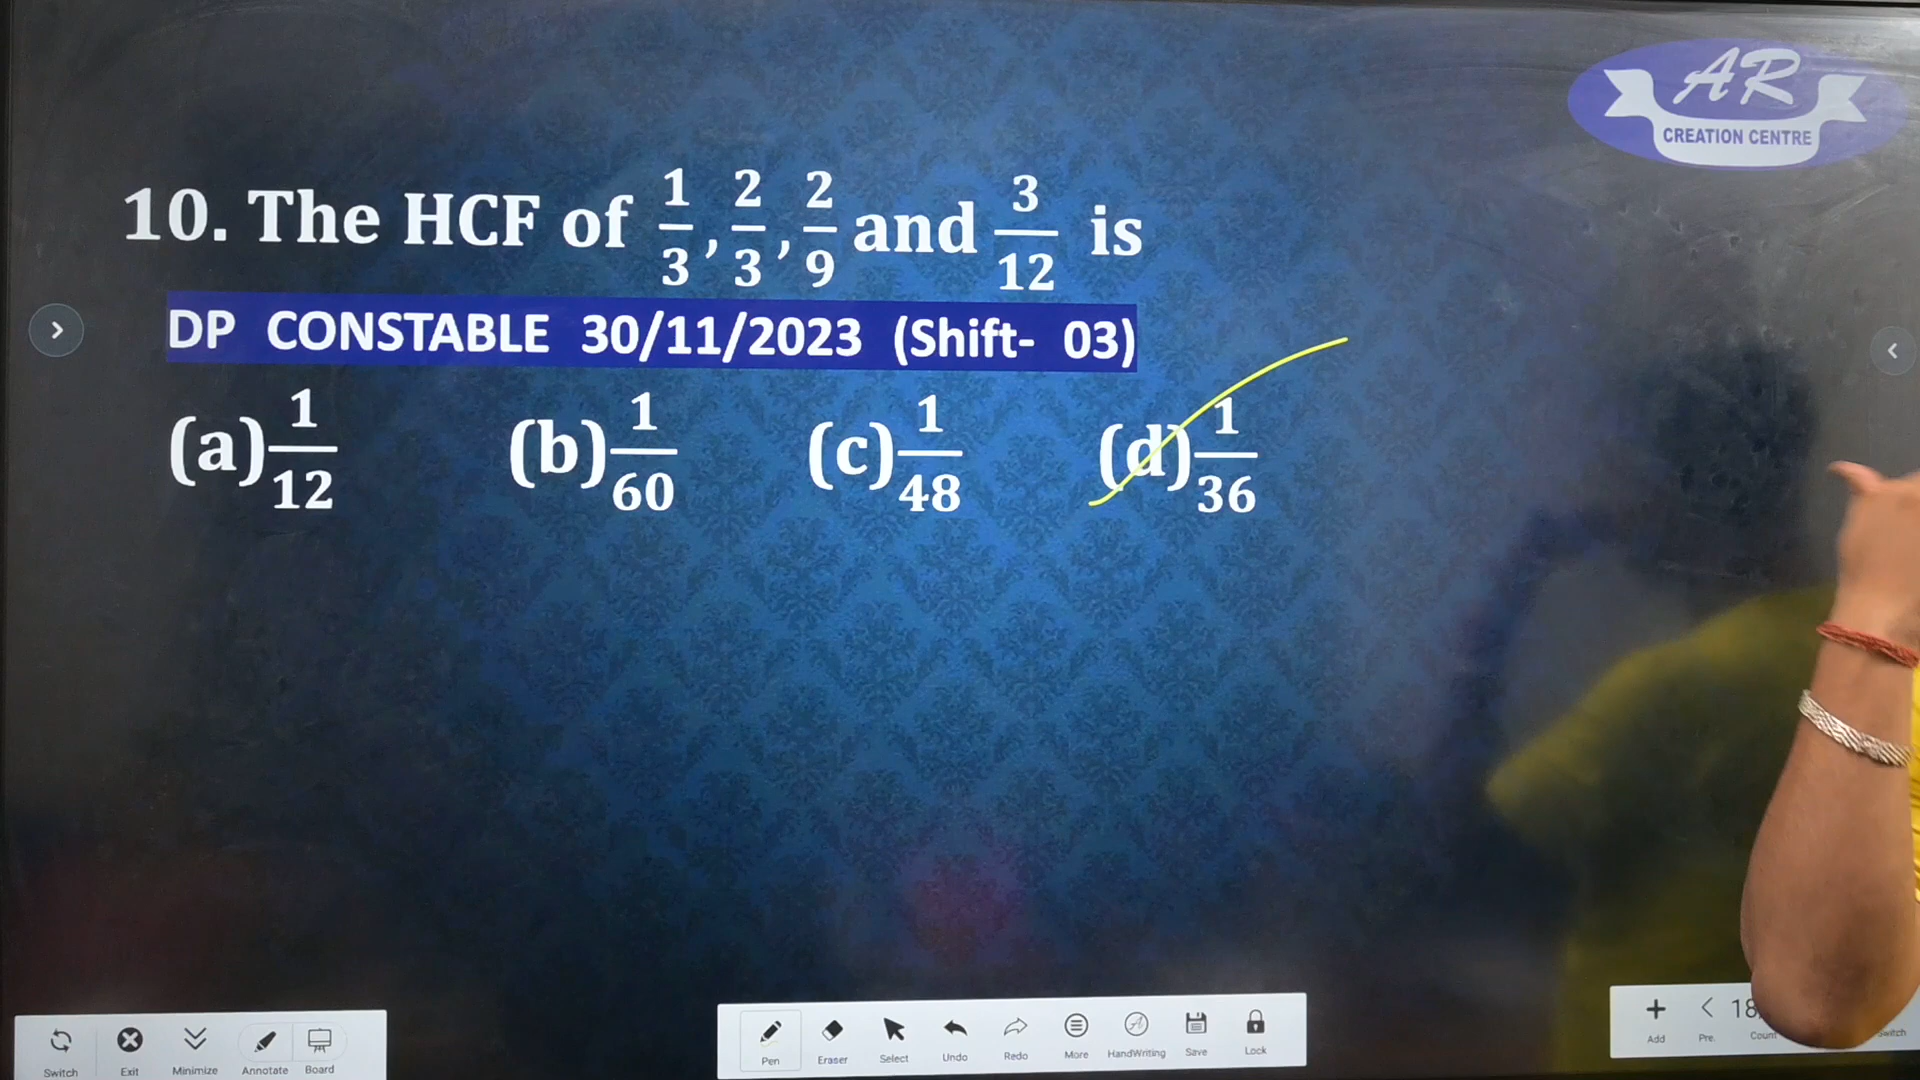 AR
CREATION CENTRE
10. The HCF of 1/3, 2/3, 2/9 and 3/12 is
DP CONSTABLE 30/11/2023 (Shift- 03)
(a) 1/12 (b) 1/60 (c) 1/48 (d) 1/36
Switch Exit Minimize Annotate Board
Pen Eraser Select Undo Redo More HandWriting Save Lock
Add Pre. Count Switch